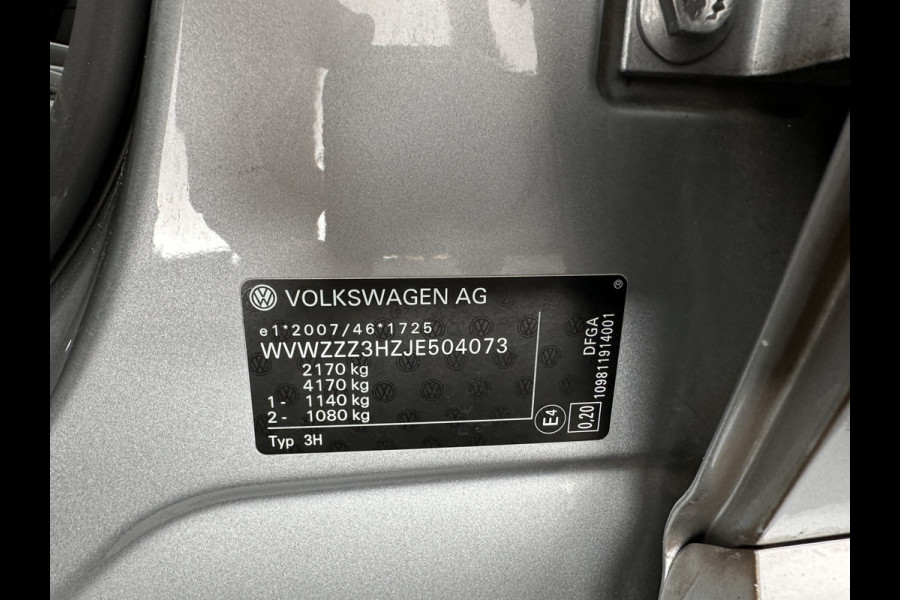 VOLKSWAGEN AG
®
e1*2007/46*1725
WVWZZZ3HZJE504073
2170 kg
4170 kg
1- 1140 kg
2- 1080 kg
Typ 3H
E4
0,20
DFGA
109811914001